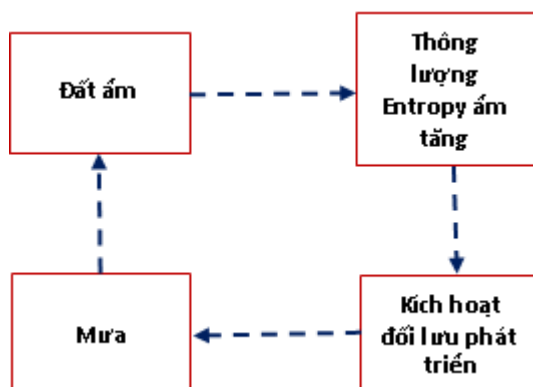 Đất ẩm
Thông
lượng
Entropy ẩm
tăng
Kích hoạt
đối lưu phát
triển
Mưa